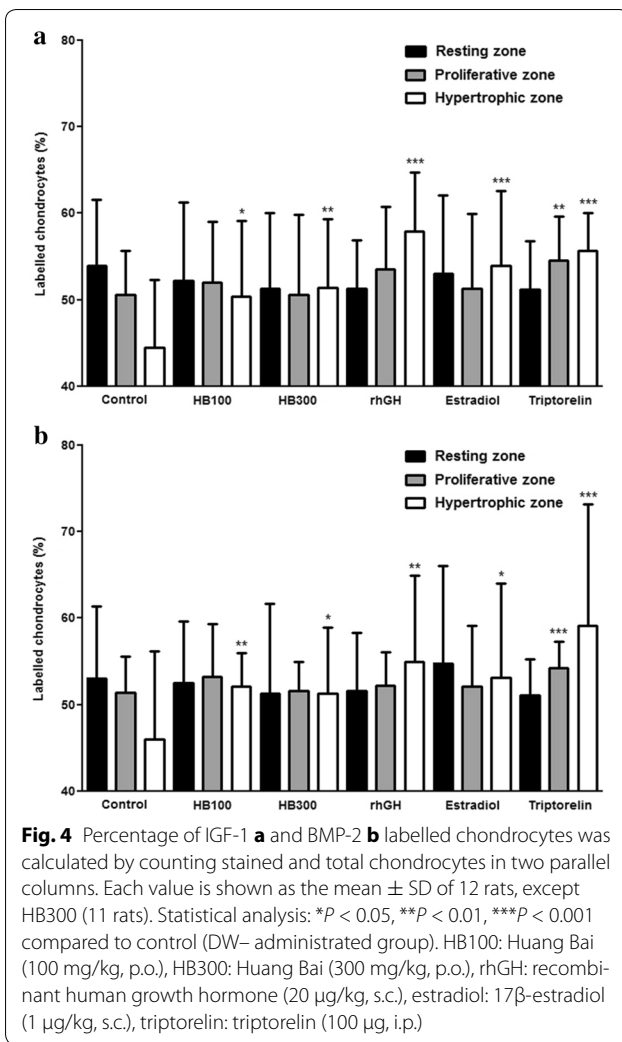 a
80
70
60
50
40
Labelled chondrocytes (%)
Resting zone
Proliferative zone
Hypertrophic zone
*
**
***
***
**
***
Control HB100 HB300 rhGH Estradiol Triptorelin
b
80
70
60
50
40
Labelled chondrocytes (%)
Resting zone
Proliferative zone
Hypertrophic zone
**
*
**
*
***
***
Control HB100 HB300 rhGH Estradiol Triptorelin
Fig. 4 Percentage of IGF-1 a and BMP-2 b labelled chondrocytes was
calculated by counting stained and total chondrocytes in two parallel
columns. Each value is shown as the mean ± SD of 12 rats, except
HB300 (11 rats). Statistical analysis: *P < 0.05, **P < 0.01, ***P < 0.001
compared to control (DW– administrated group). HB100: Huang Bai
(100 mg/kg, p.o.), HB300: Huang Bai (300 mg/kg, p.o.), rhGH: recombi-
nant human growth hormone (20 µg/kg, s.c.), estradiol: 17β-estradiol
(1 µg/kg, s.c.), triptorelin: triptorelin (100 µg, i.p.)